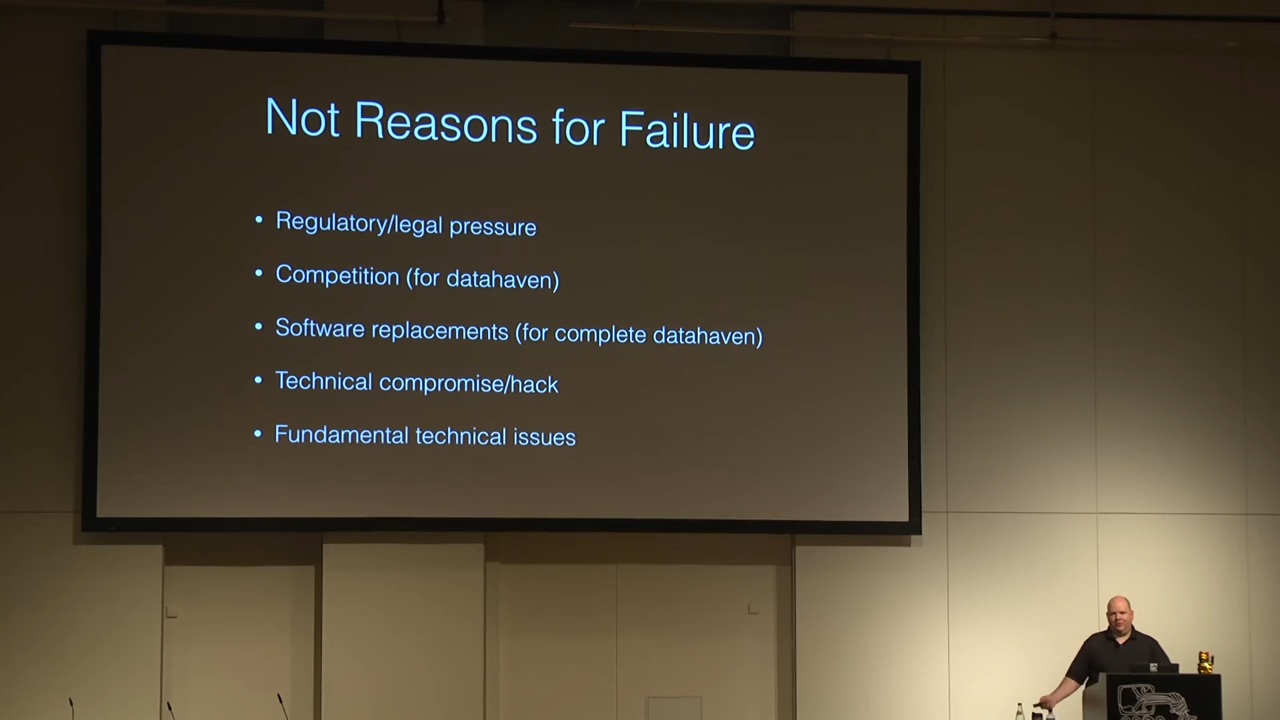 Not Reasons for Failure
• Regulatory/legal pressure
• Competition (for datahaven)
• Software replacements (for complete datahaven)
• Technical compromise/hack
• Fundamental technical issues